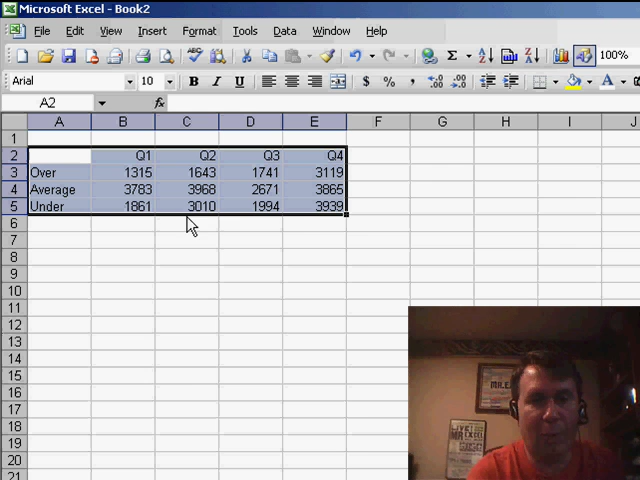 Microsoft Excel - Book2
File Edit View Insert Format Tools Data Window Help
100%
Arial 10 B I U $ % ,
A2 fx
A B C D E F G H I J
1
2 Q1 Q2 Q3 Q4
3 Over 1315 1643 1741 3119
4 Average 3783 3968 2671 3865
5 Under 1861 3010 1994 3939
6
7
8
9
10
11
12
13
14
15
16
17
18
19
20
21